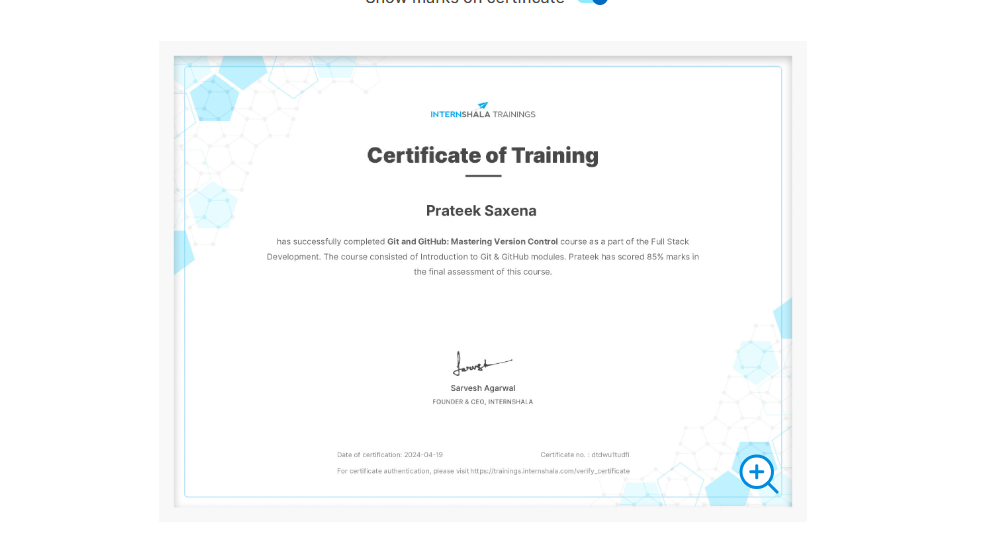 Show marks on certificate
INTERNSHALA TRAININGS
Certificate of Training
Prateek Saxena
has successfully completed Git and GitHub: Mastering Version Control course as a part of the Full Stack
Development. The course consisted of Introduction to Git & GitHub modules. Prateek has scored 85% marks in
the final assessment of this course.
Sarvesh
Sarvesh Agarwal
FOUNDER & CEO, INTERNSHALA
Date of certification: 2024-04-19
Certificate no. :
For certificate authentication, please visit https://trainings.internshala.com/verify_certificate